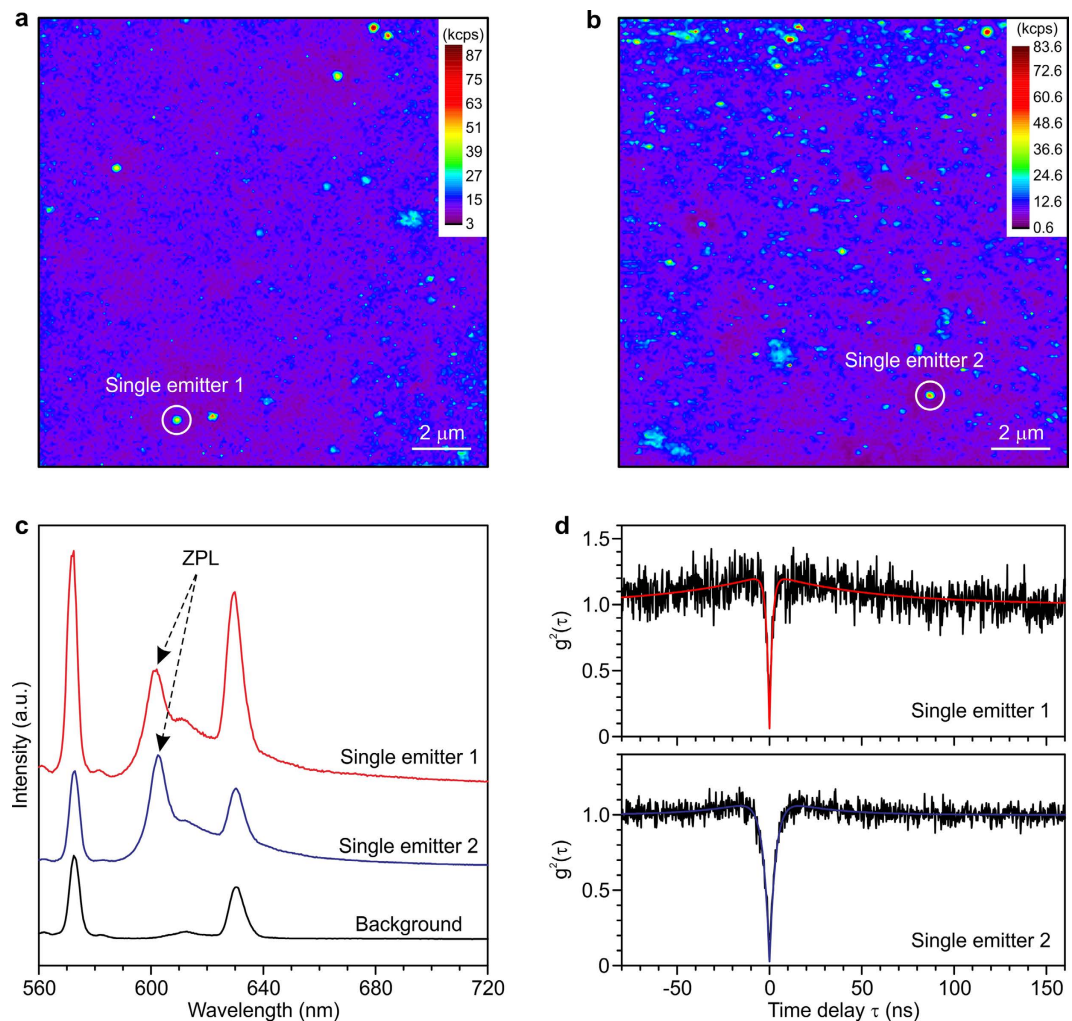 a
(kcps)
87
75
63
51
39
27
15
3
Single emitter 1
2 μm
b
(kcps)
83.6
72.6
60.6
48.6
36.6
24.6
12.6
0.6
Single emitter 2
2 μm
c
ZPL
Single emitter 1
Single emitter 2
Background
Intensity (a.u.)
560 600 640 680 720
Wavelength (nm)
d
1.5
1.0
0.5
0
g²(τ)
Single emitter 1
1.0
0.5
0
g²(τ)
Single emitter 2
-50 0 50 100 150
Time delay τ (ns)